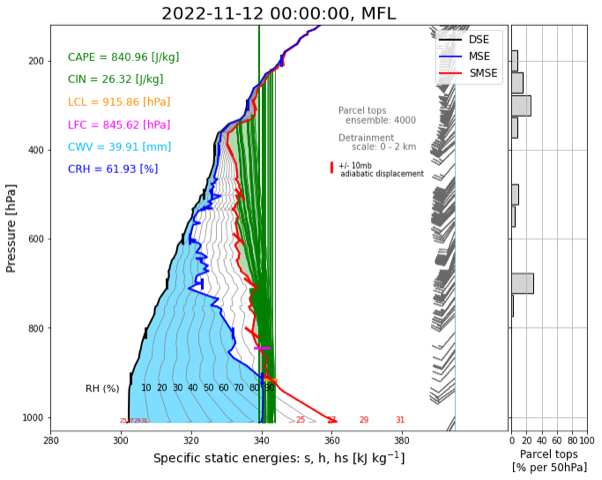 2022-11-12 00:00:00, MFL
CAPE = 840.96 [J/kg]
CIN = 26.32 [J/kg]
LCL = 915.86 [hPa]
LFC = 845.62 [hPa]
CWV = 39.91 [mm]
CRH = 61.93 [%]
DSE
MSE
SMSE
Parcel tops
ensemble: 4000
Detrainment
scale: 0 - 2 km
+/- 10mb
adiabatic displacement
200
400
600
800
1000
Pressure [hPa]
RH (%) 10 20 30 40 50 60 70 80 90
25 27 29 31
25 27 29 31
280 300 320 340 360 380
Specific static energies: s, h, hs [kJ kg⁻¹]
0 20 40 60 80 100
Parcel tops
[% per 50hPa]